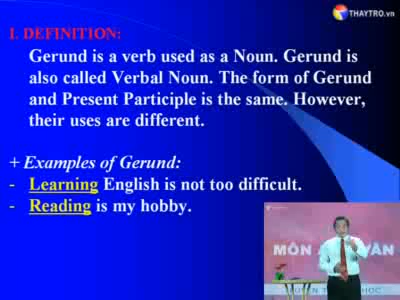 THAYTRO.vn
I. DEFINITION:
Gerund is a verb used as a Noun. Gerund is
also called Verbal Noun. The form of Gerund
and Present Participle is the same. However,
their uses are different.
+ Examples of Gerund:
- Learning English is not too difficult.
- Reading is my hobby.
MÔN VĂN